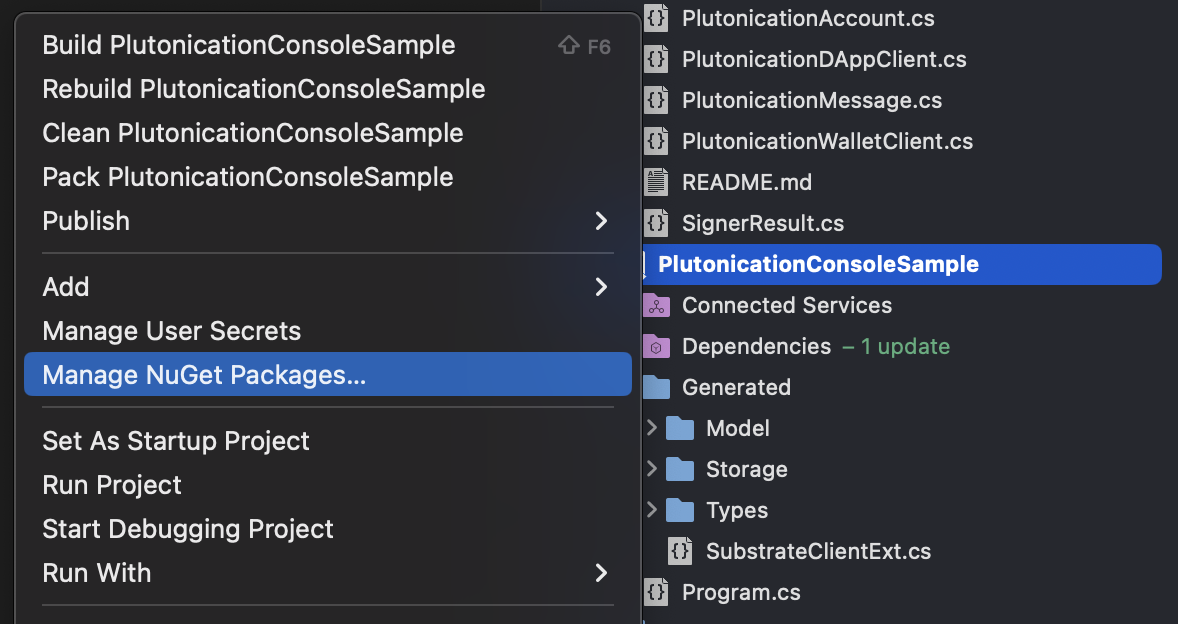 Build PlutonicationConsoleSample ⇧ F6
Rebuild PlutonicationConsoleSample
Clean PlutonicationConsoleSample
Pack PlutonicationConsoleSample
Publish
Add
Manage User Secrets
Manage NuGet Packages...
Set As Startup Project
Run Project
Start Debugging Project
Run With
PlutonicationAccount.cs
PlutonicationDAppClient.cs
PlutonicationMessage.cs
PlutonicationWalletClient.cs
README.md
SignerResult.cs
PlutonicationConsoleSample
Connected Services
Dependencies – 1 update
Generated
Model
Storage
Types
SubstrateClientExt.cs
Program.cs